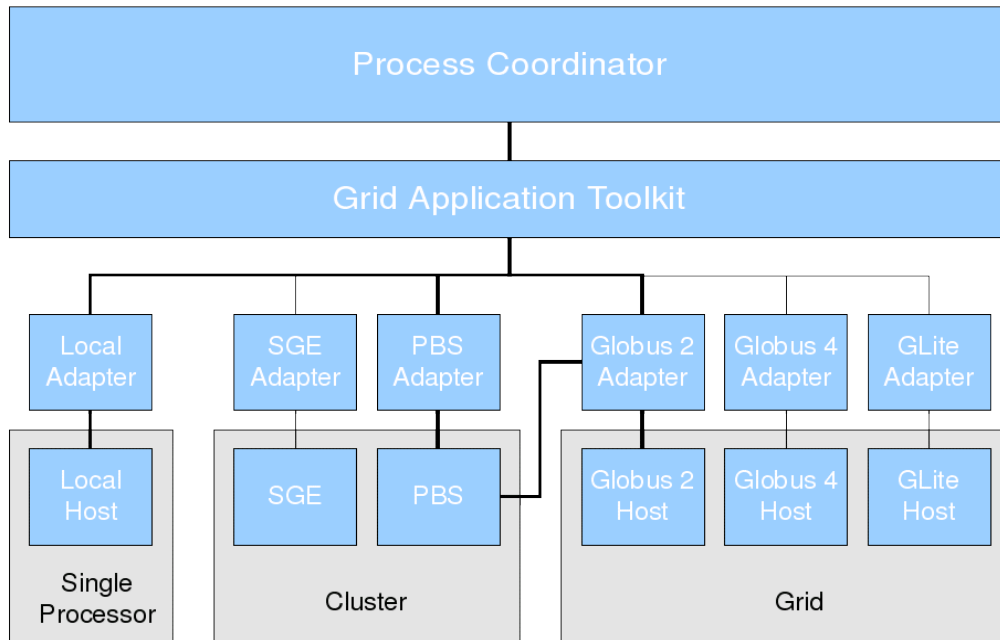 Process Coordinator
Grid Application Toolkit
Local
Adapter
SGE
Adapter
PBS
Adapter
Globus 2
Adapter
Globus 4
Adapter
GLite
Adapter
Local
Host
SGE
PBS
Globus 2
Host
Globus 4
Host
GLite
Host
Single
Processor
Cluster
Grid